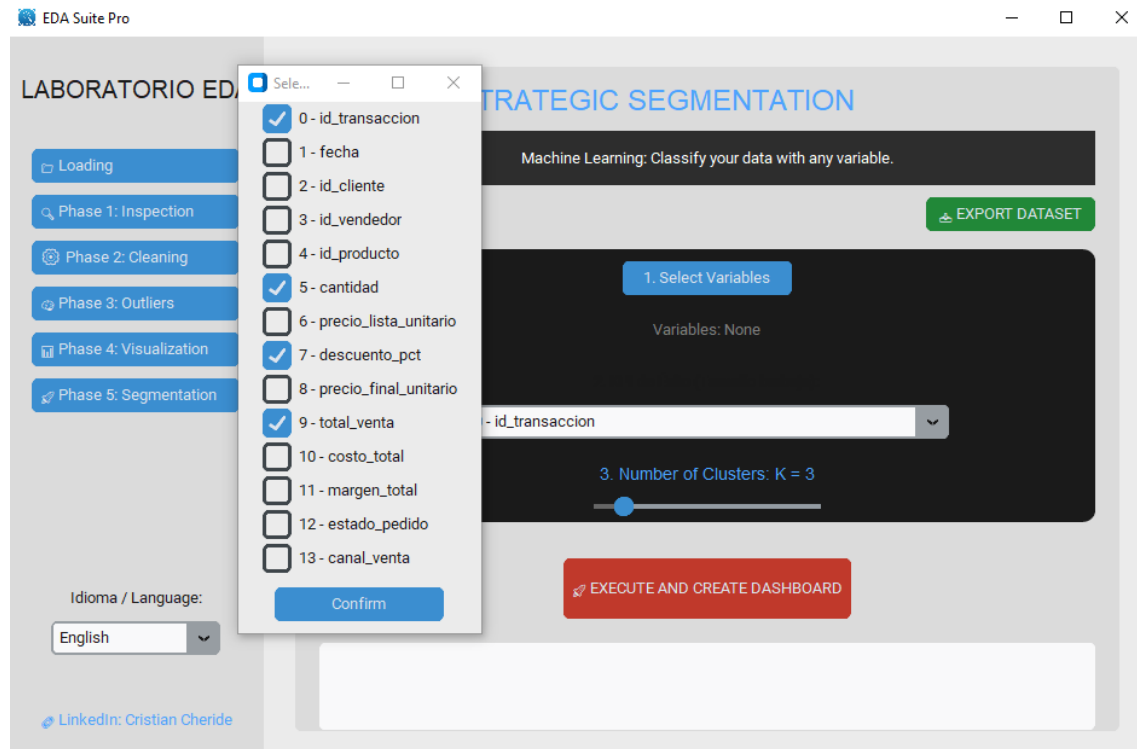 EDA Suite Pro
LABORATORIO ED
Loading
Phase 1: Inspection
Phase 2: Cleaning
Phase 3: Outliers
Phase 4: Visualization
Phase 5: Segmentation
Idioma / Language:
English
LinkedIn: Cristian Cheride
Sele...
0 - id_transaccion
1 - fecha
2 - id_cliente
3 - id_vendedor
4 - id_producto
5 - cantidad
6 - precio_lista_unitario
7 - descuento_pct
8 - precio_final_unitario
9 - total_venta
10 - costo_total
11 - margen_total
12 - estado_pedido
13 - canal_venta
Confirm
TRATEGIC SEGMENTATION
Machine Learning: Classify your data with any variable.
EXPORT DATASET
1. Select Variables
Variables: None
- id_transaccion
3. Number of Clusters: K = 3
EXECUTE AND CREATE DASHBOARD